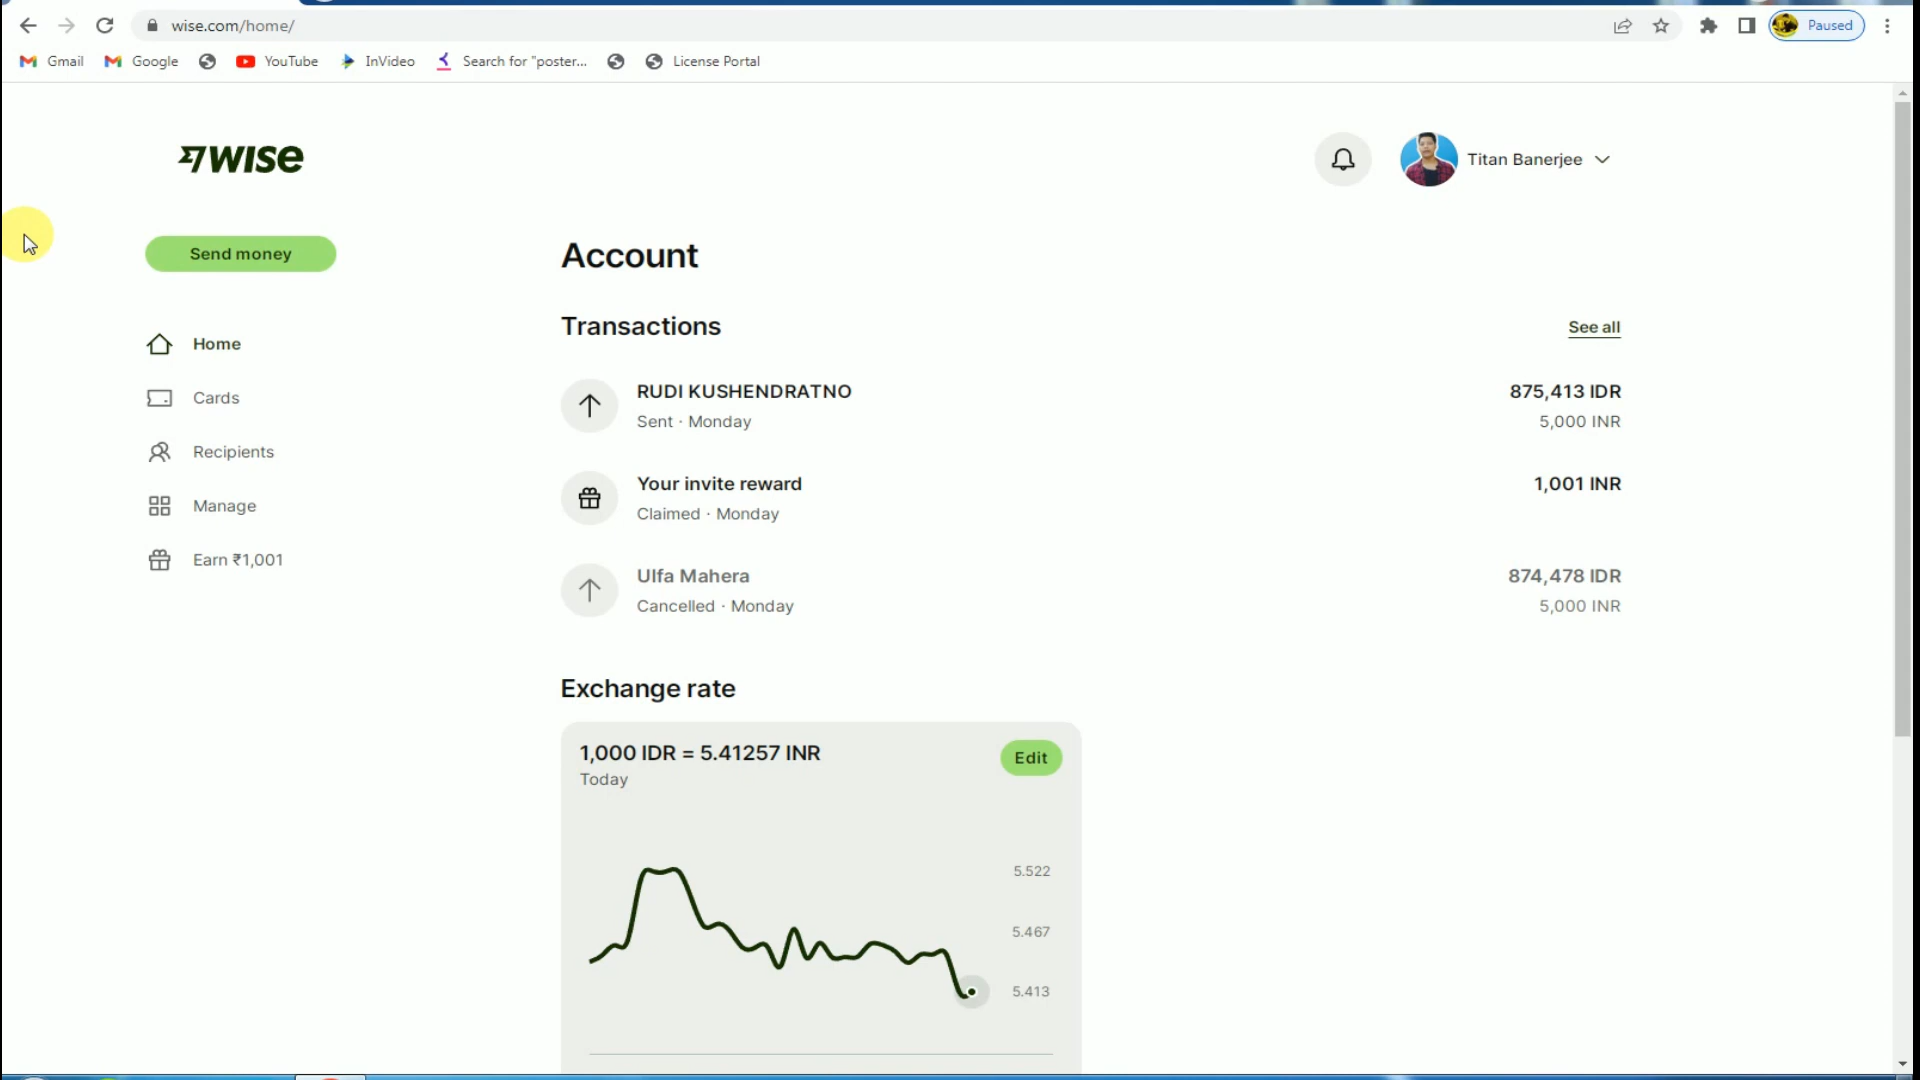 wise.com/home/
Paused
Gmail
Google
YouTube
InVideo
Search for "poster...
License Portal
WISE
Titan Banerjee
Send money
Home
Cards
Recipients
Manage
Earn ₹1,001
Account
Transactions
See all
RUDI KUSHENDRATNO
875,413 IDR
Sent · Monday
5,000 INR
Your invite reward
1,001 INR
Claimed · Monday
Ulfa Mahera
874,478 IDR
Cancelled · Monday
5,000 INR
Exchange rate
1,000 IDR = 5.41257 INR
Edit
Today
5.522
5.467
5.413